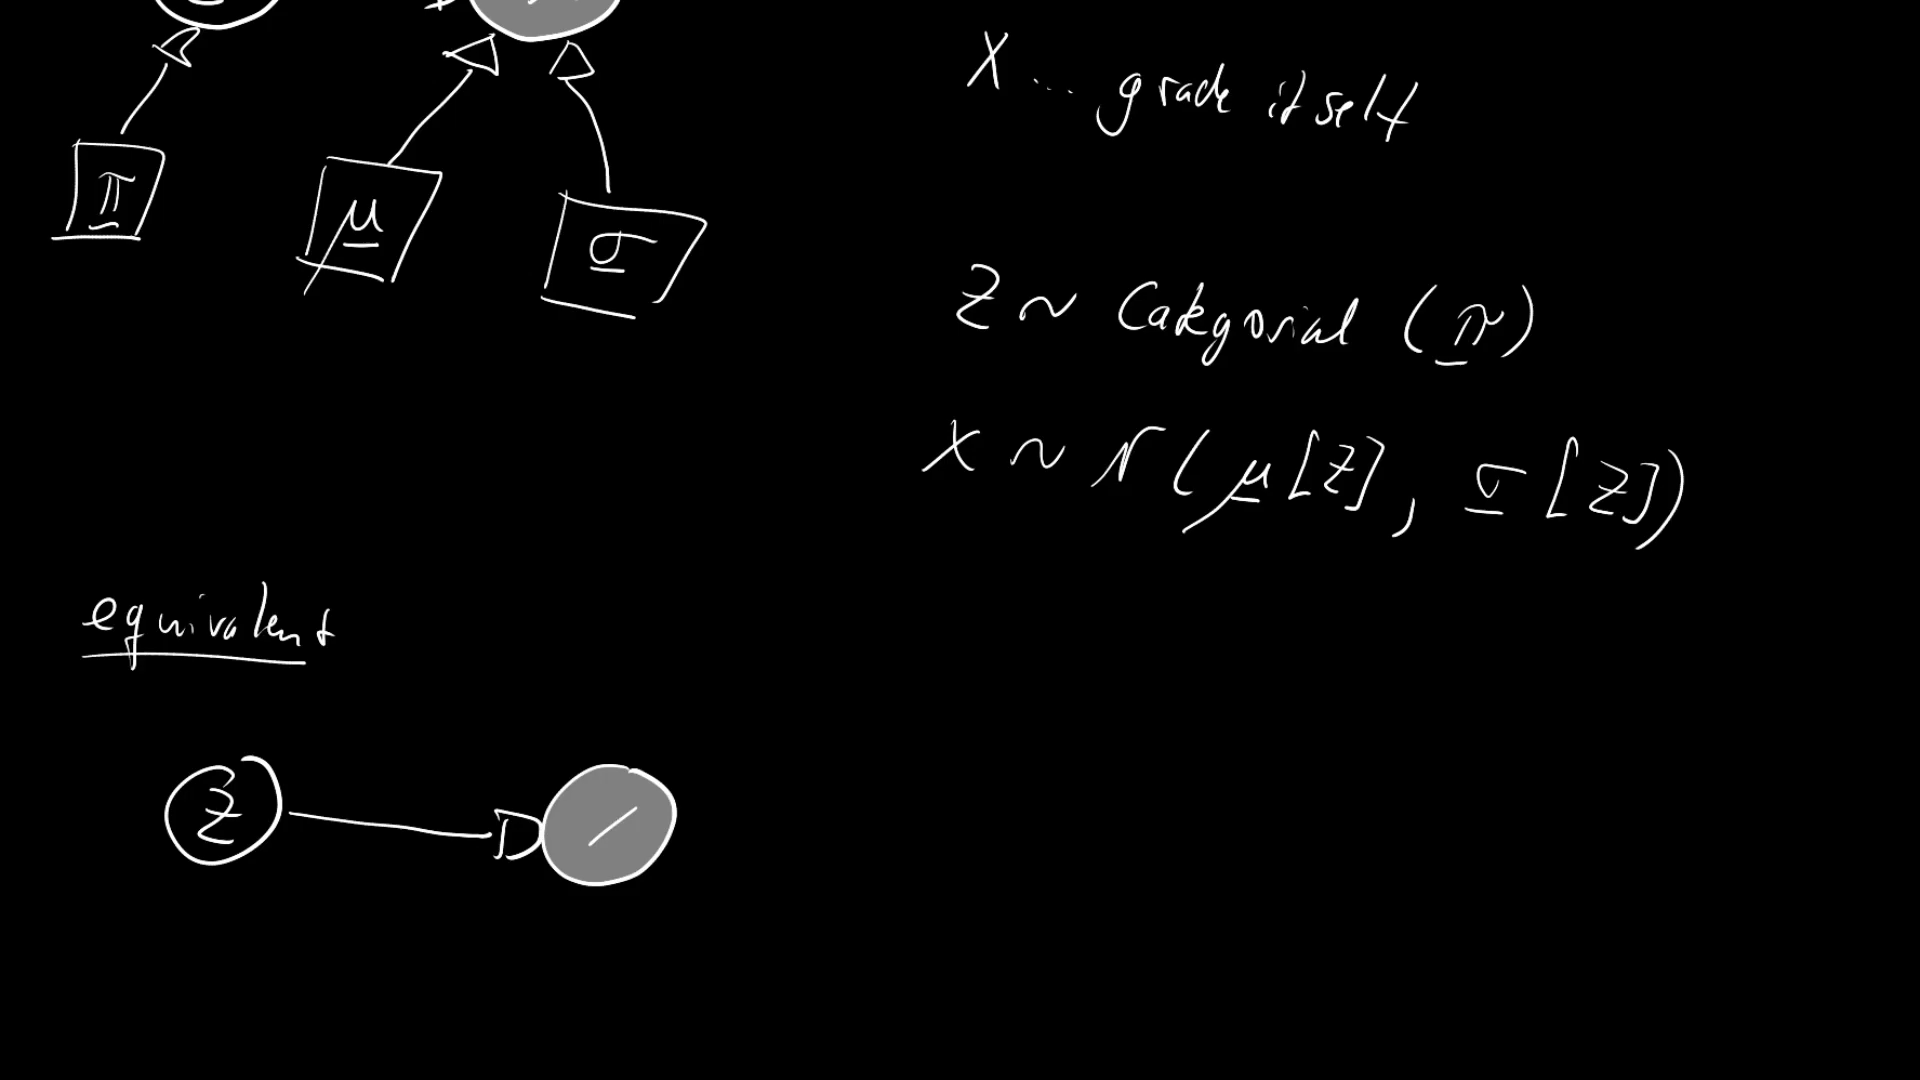 X ... grade itself
π
μ
σ
Z ~ Categorial (π)
X ~ N(μ[Z], σ[Z])
equivalent
Z